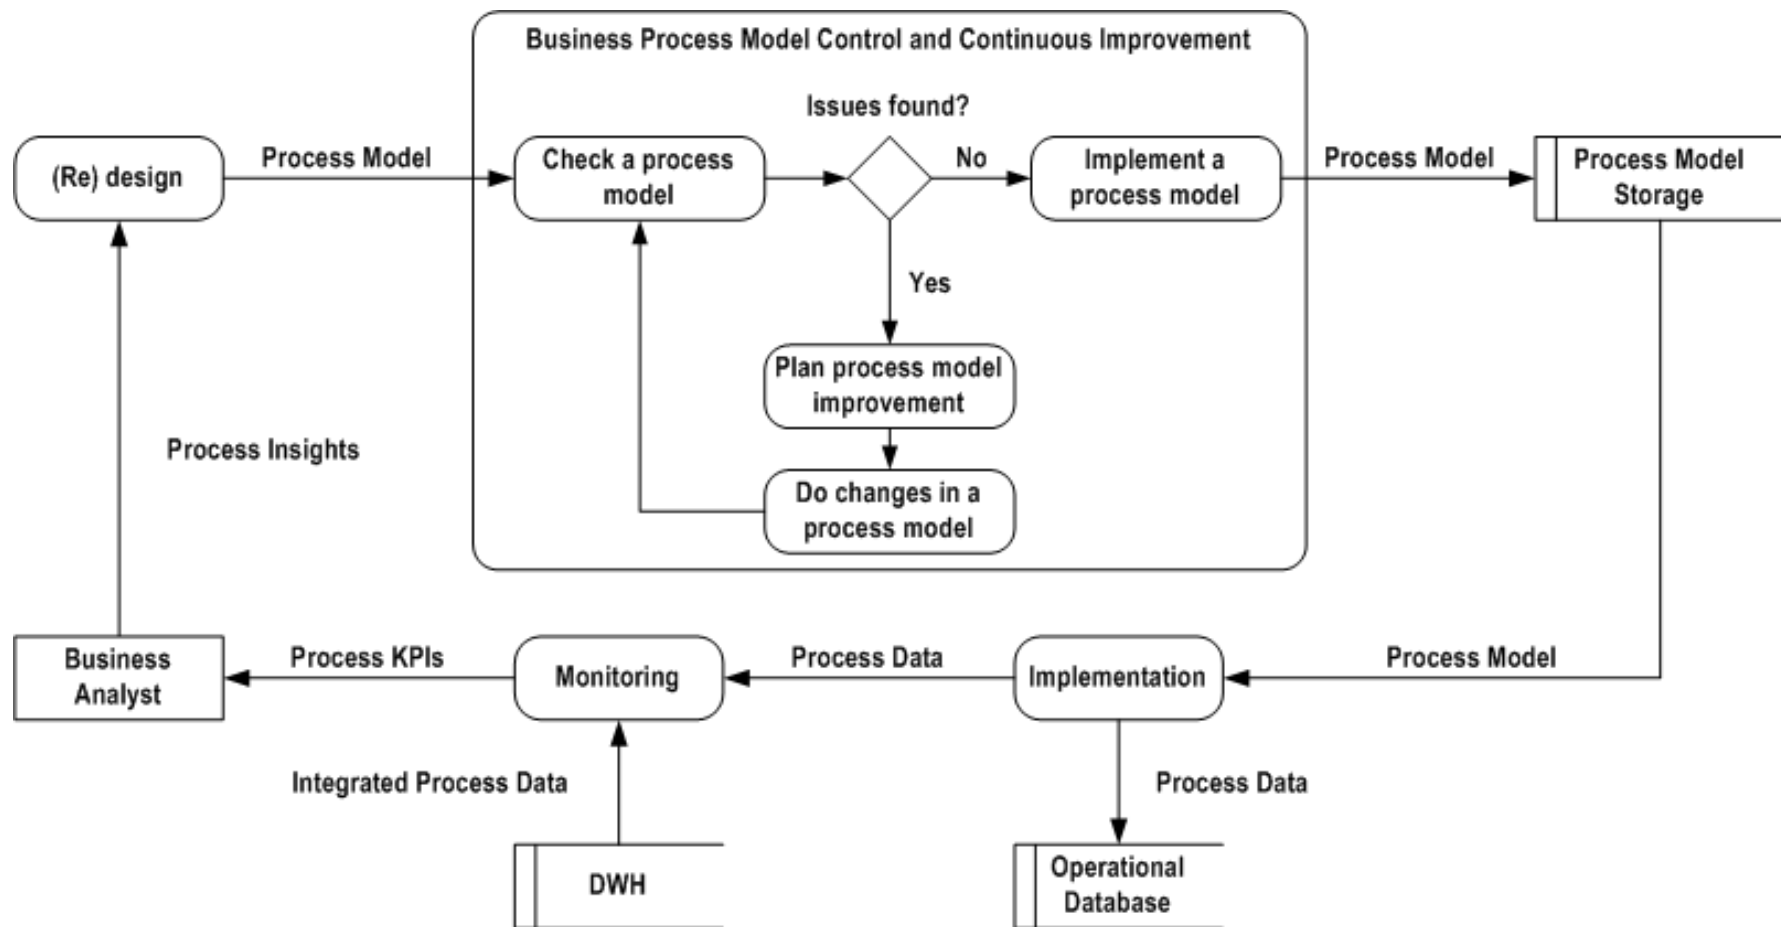 Business Process Model Control and Continuous Improvement
Issues found?
(Re) design
Process Model
Check a process
model
No
Implement a
process model
Process Model
Process Model
Storage
Yes
Plan process model
improvement
Process Insights
Do changes in a
process model
Business
Analyst
Process KPIs
Monitoring
Process Data
Implementation
Process Model
Integrated Process Data
Process Data
DWH
Operational
Database